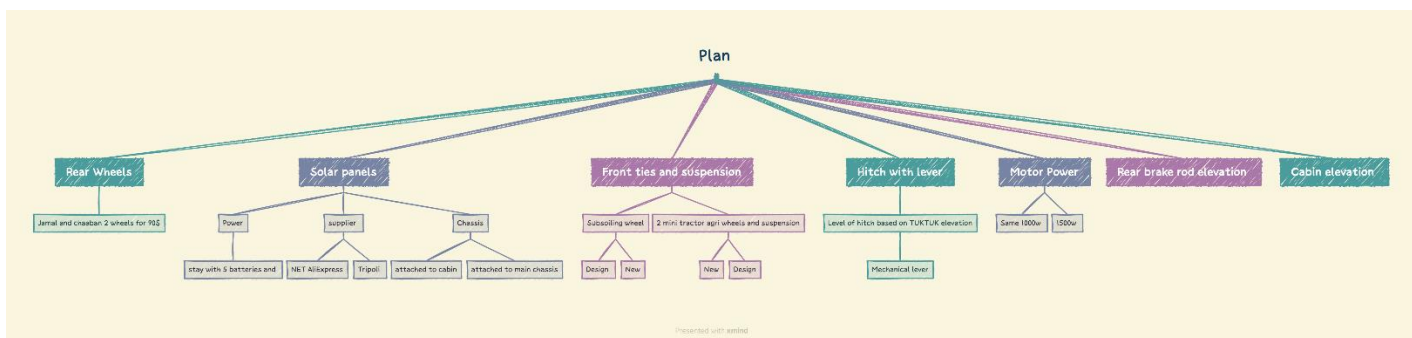 Plan
Rear Wheels
Solar panels
Front ties and suspension
Hitch with lever
Motor Power
Rear brake rod elevation
Cabin elevation
Jamal and chaaban 2 wheels for 90$
Power
supplier
Chassis
Subsoiling wheel
2 mini tractor agri wheels and suspension
Level of hitch based on TUKTUK elevation
Same 1000w
1500w
stay with 5 batteries and
NET AliExpress
Tripoli
attached to cabin
attached to main chassis
Design
New
New
Design
Mechanical lever
Presented with xmind